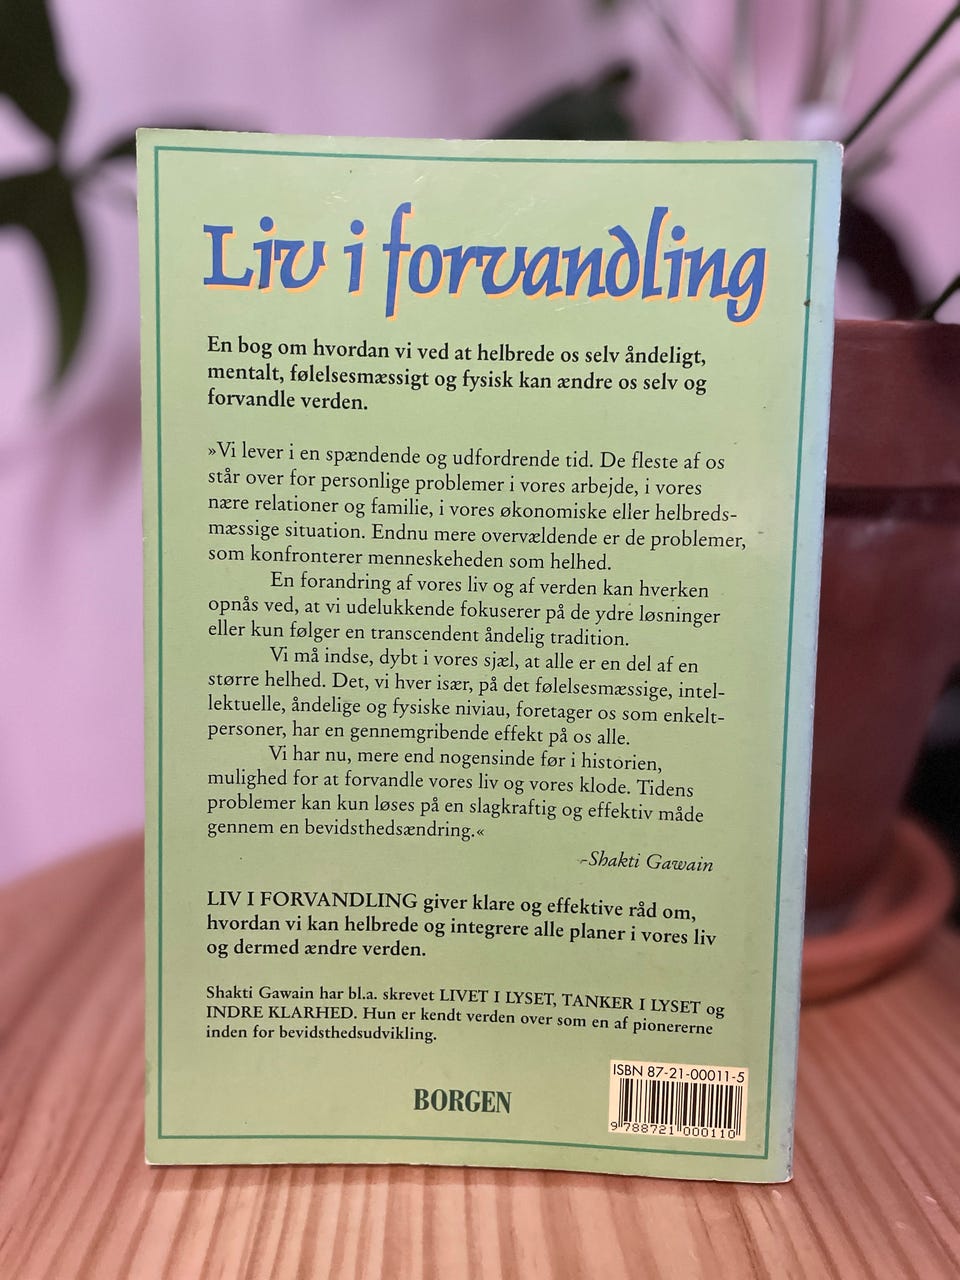 Liv i forvandling
En bog om hvordan vi ved at helbrede os selv åndeligt,
mentalt, følelsesmæssigt og fysisk kan ændre os selv og
forvandle verden.
»Vi lever i en spændende og udfordrende tid. De fleste af os
står over for personlige problemer i vores arbejde, i vores
nære relationer og familie, i vores økonomiske eller helbreds-
mæssige situation. Endnu mere overvældende er de problemer,
som konfronterer menneskeheden som helhed.
En forandring af vores liv og af verden kan hverken
opnås ved, at vi udelukkende fokuserer på de ydre løsninger
eller kun følger en transcendent åndelig tradition.
Vi må indse, dybt i vores sjæl, at alle er en del af en
større helhed. Det, vi hver især, på det følelsesmæssige, intel-
lektuelle, åndelige og fysiske niviau, foretager os som enkelt-
personer, har en gennemgribende effekt på os alle.
Vi har nu, mere end nogensinde før i historien,
mulighed for at forvandle vores liv og vores klode. Tidens
problemer kan kun løses på en slagkraftig og effektiv måde
gennem en bevidsthedsændring.«
-Shakti Gawain
LIV I FORVANDLING giver klare og effektive råd om,
hvordan vi kan helbrede og integrere alle planer i vores liv
og dermed ændre verden.
Shakti Gawain har bl.a. skrevet LIVET I LYSET, TANKER I LYSET og
INDRE KLARHED. Hun er kendt verden over som en af pionererne
inden for bevidsthedsudvikling.
ISBN 87-21-00011-5
BORGEN
9 788721 000110